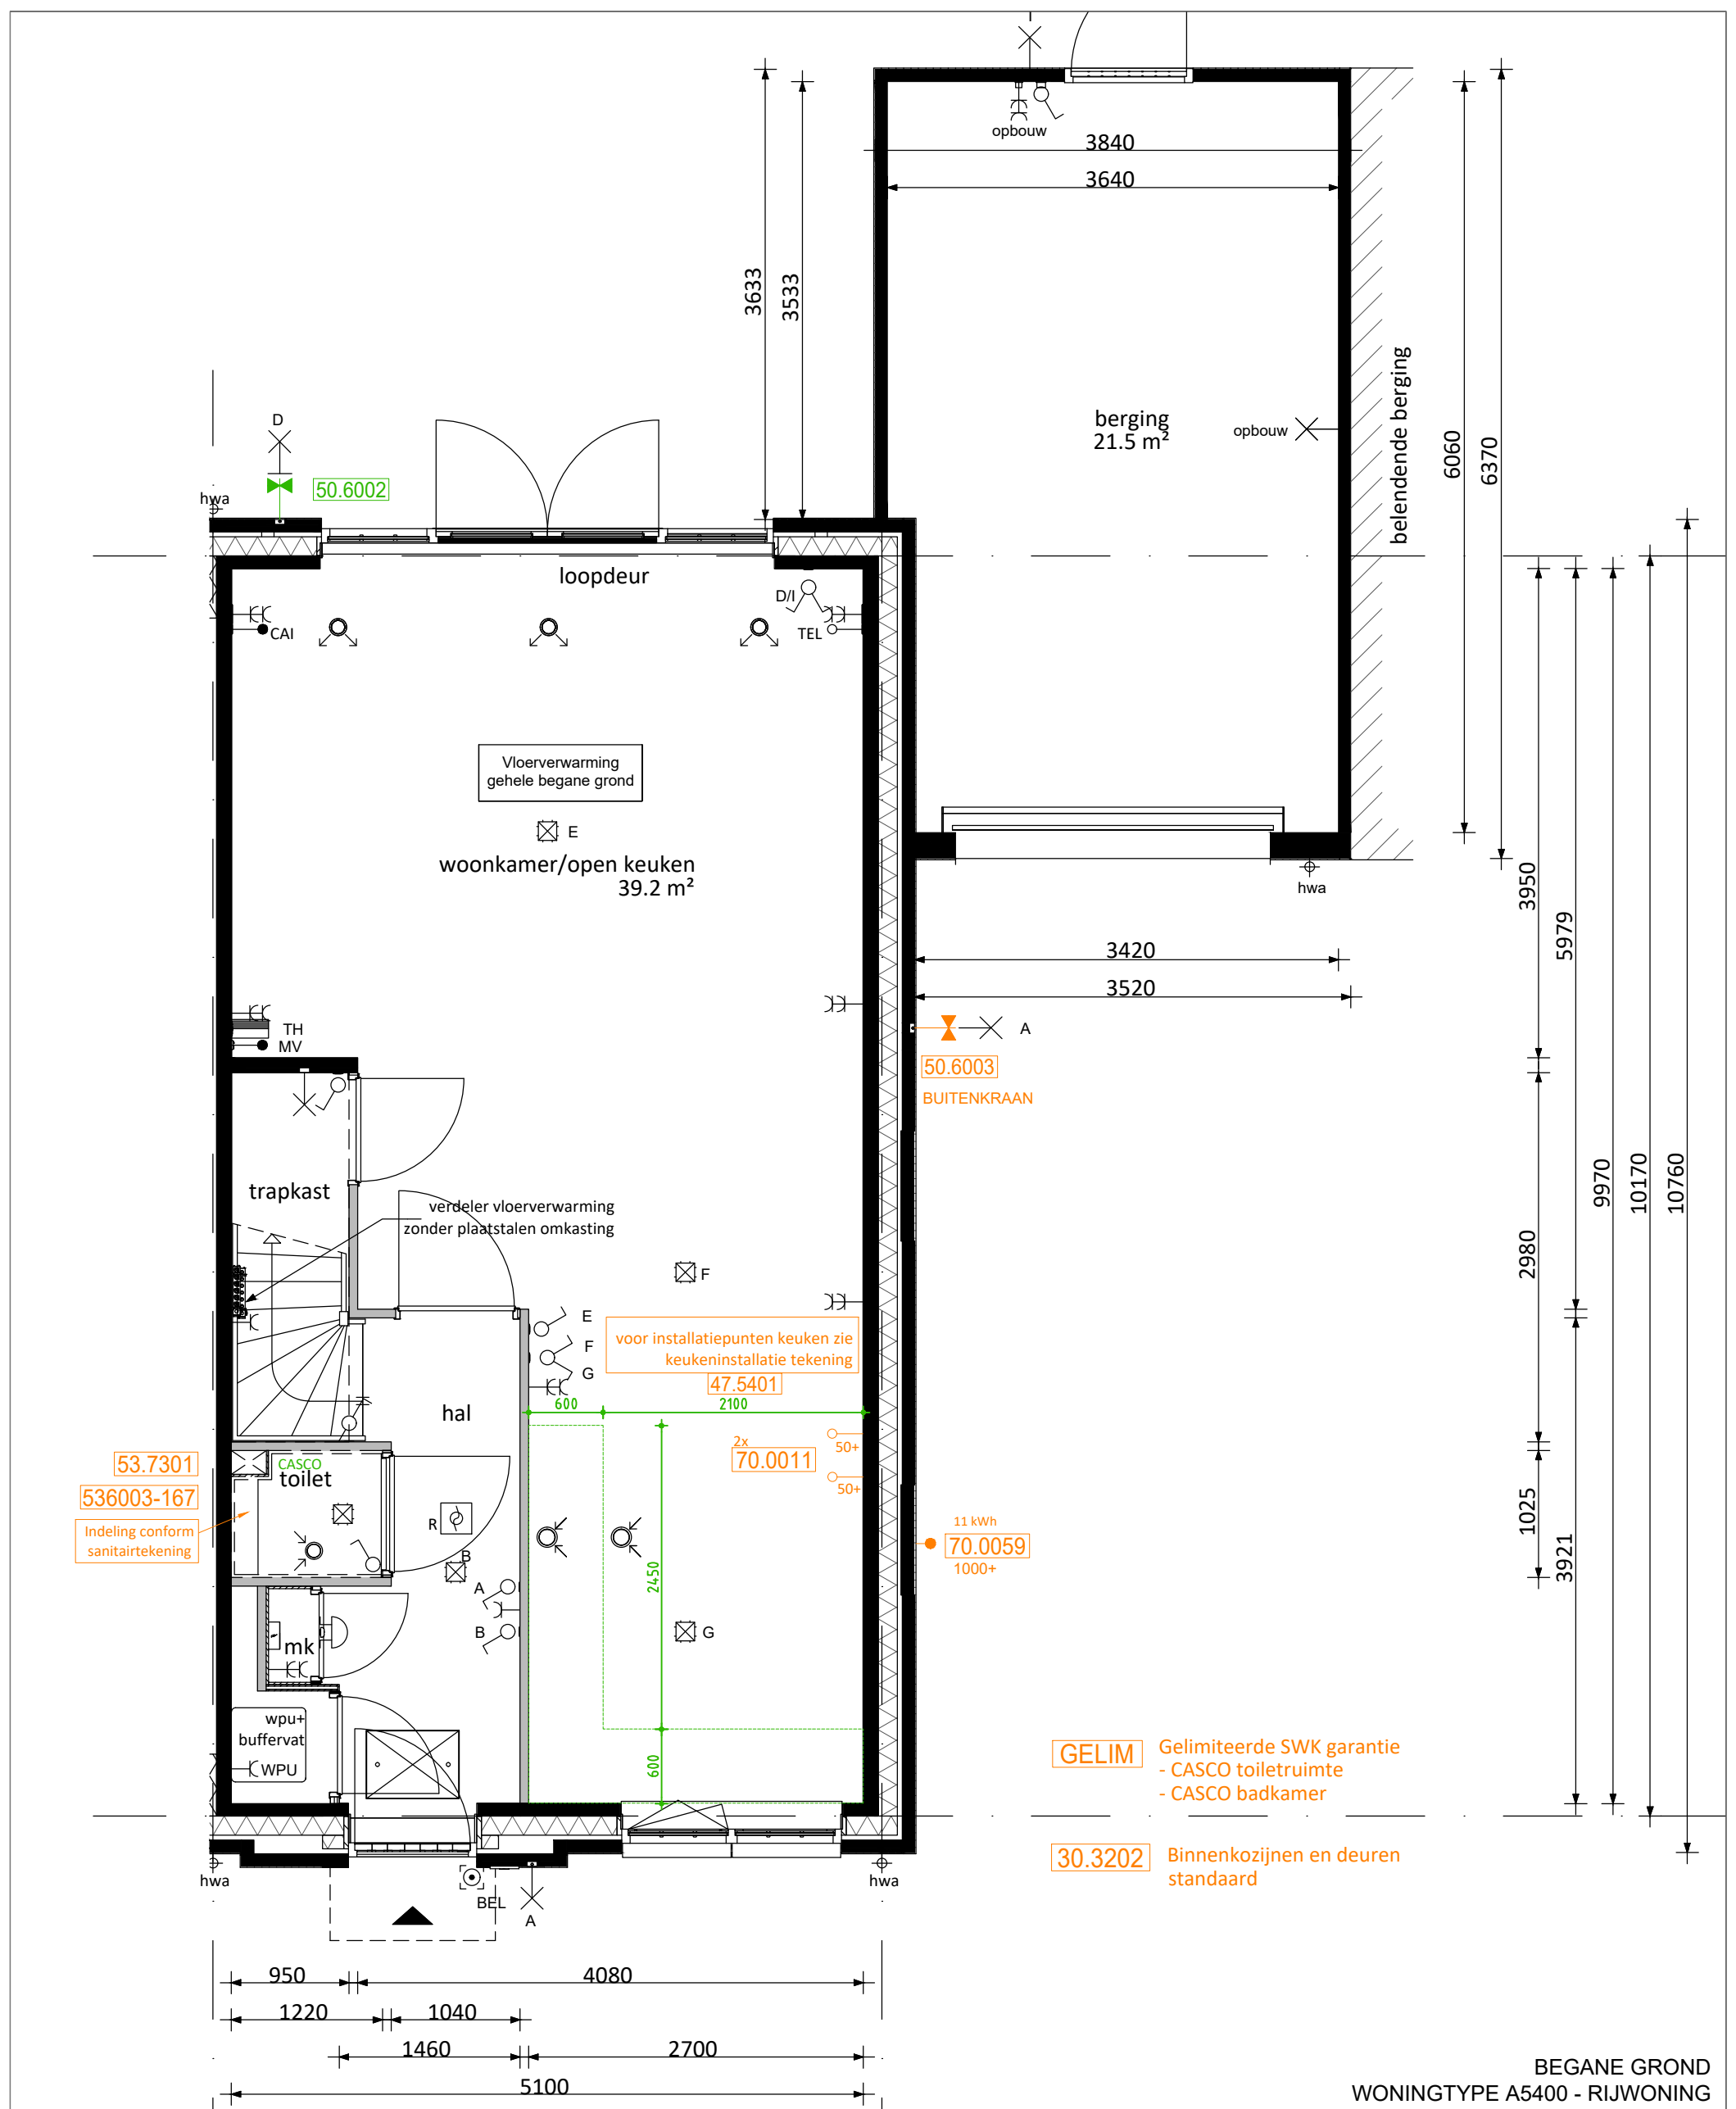 opbouw
3840
3640
3633
3533
berging
21.5 m²
opbouw
belendende berging
6060
6370
D
50.6002
hwa
loopdeur
D/I
CAI
TEL
Vloerverwarming
gehele begane grond
E
woonkamer/open keuken
39.2 m²
hwa
3950
5979
3420
3520
TH
MV
A
50.6003
BUITENKRAAN
9970
10170
10760
trapkast
verdeler vloerverwarming
zonder plaatstalen omkasting
2980
F
E
F
G
voor installatiepunten keuken zie
keukeninstallatie tekening
47.5401
600
2100
hal
2x
70.0011
50+
50+
53.7301
CASCO
toilet
536003-167
Indeling conform
sanitairtekening
R
B
11 kWh
70.0059
1000+
1025
3921
2450
A
B
G
mk
wpu+
buffervat
WPU
600
GELIM
Gelimiteerde SWK garantie
- CASCO toiletruimte
- CASCO badkamer
30.3202
Binnenkozijnen en deuren
standaard
hwa
BEL
A
hwa
950
4080
1220
1040
1460
2700
5100
BEGANE GROND
WONINGTYPE A5400 - RIJWONING